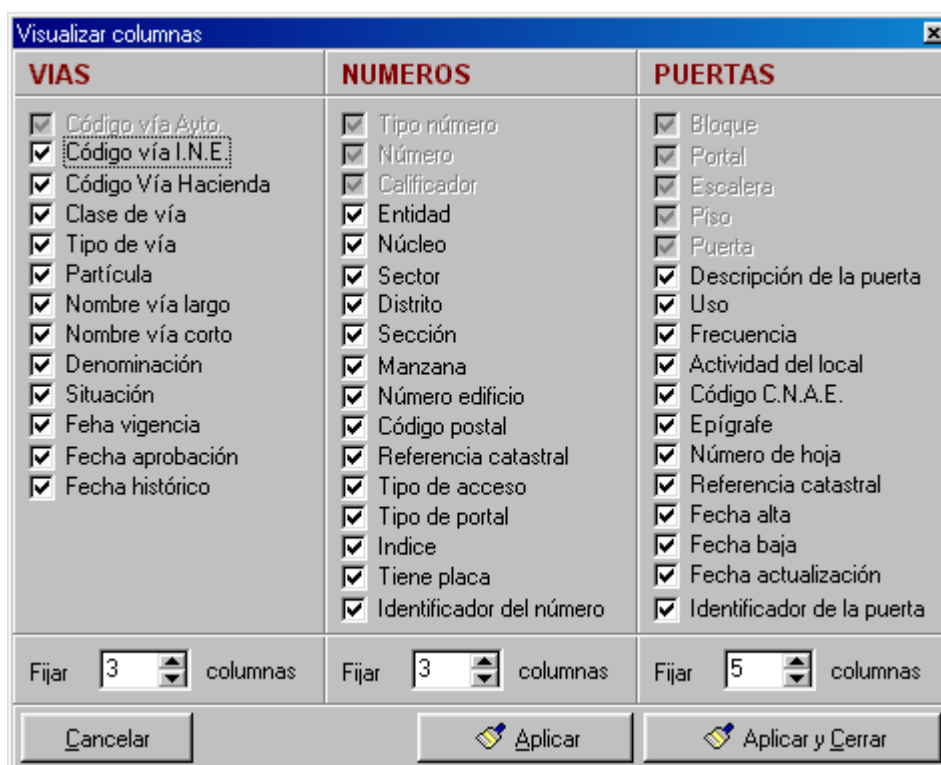 Visualizar columnas
VIAS
Código vía Ayto.
Código vía I.N.E.
Código Vía Hacienda
Clase de vía
Tipo de vía
Partícula
Nombre vía largo
Nombre vía corto
Denominación
Situación
Feha vigencia
Fecha aprobación
Fecha histórico
Fijar 3 columnas
NUMEROS
Tipo número
Número
Calificador
Entidad
Núcleo
Sector
Distrito
Sección
Manzana
Número edificio
Código postal
Referencia catastral
Tipo de acceso
Tipo de portal
Indice
Tiene placa
Identificador del número
Fijar 3 columnas
PUERTAS
Bloque
Portal
Escalera
Piso
Puerta
Descripción de la puerta
Uso
Frecuencia
Actividad del local
Código C.N.A.E.
Epígrafe
Número de hoja
Referencia catastral
Fecha alta
Fecha baja
Fecha actualización
Identificador de la puerta
Fijar 5 columnas
Cancelar
Aplicar
Aplicar y Cerrar